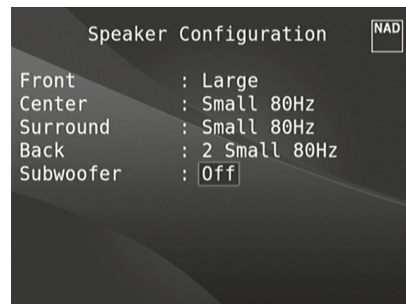 Speaker Configuration
NAD
Front : Large
Center : Small 80Hz
Surround : Small 80Hz
Back : 2 Small 80Hz
Subwoofer : Off